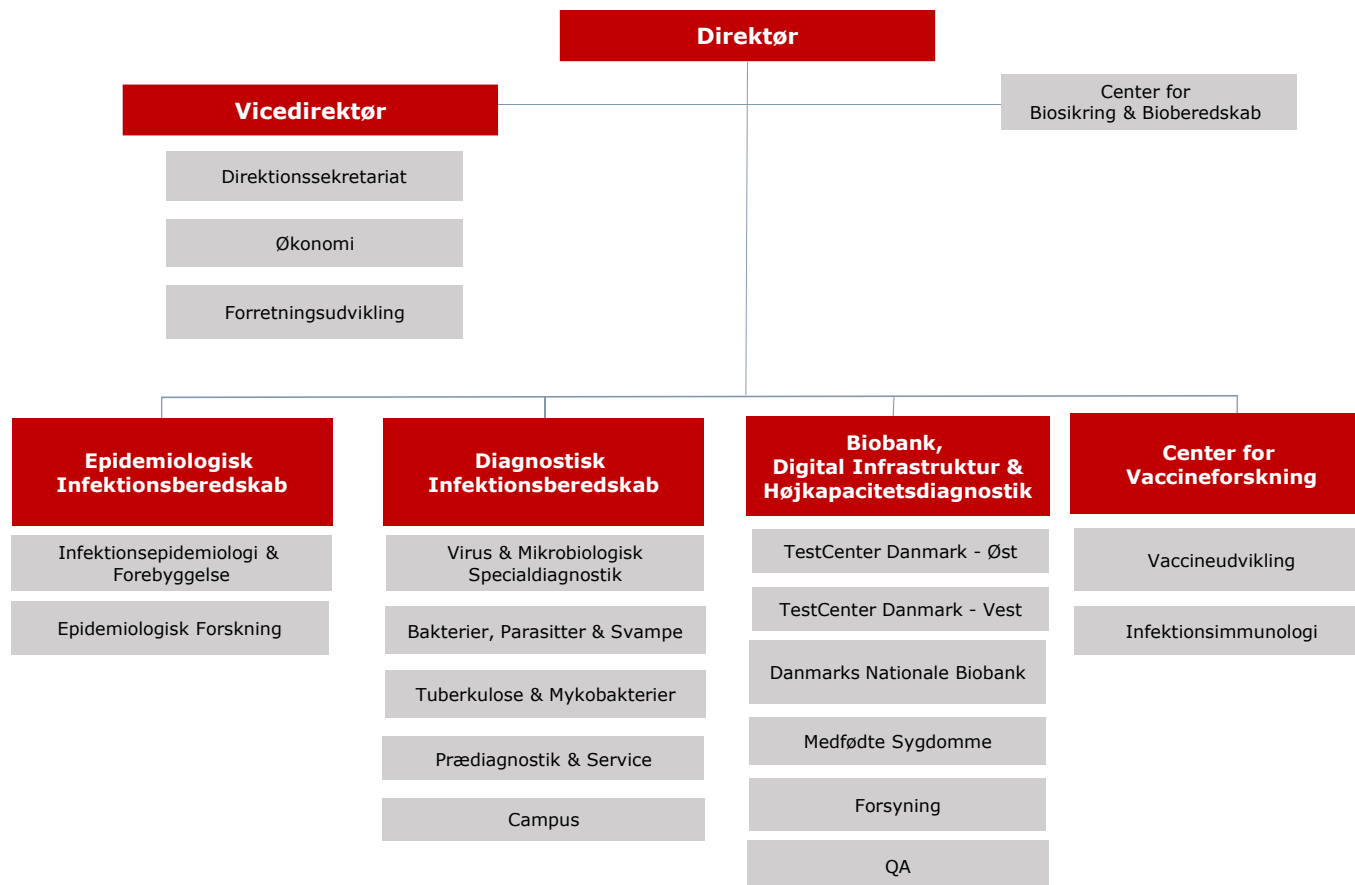 Direktør
Vicedirektør
Center for
Biosikring & Bioberedskab
Direktionssekretariat
Økonomi
Forretningsudvikling
Epidemiologisk
Infektionsberedskab
Infektionsepidemiologi &
Forebyggelse
Epidemiologisk Forskning
Diagnostisk
Infektionsberedskab
Virus & Mikrobiologisk
Specialdiagnostik
Bakterier, Parasitter & Svampe
Tuberkulose & Mykobakterier
Prædiagnostik & Service
Campus
Biobank,
Digital Infrastruktur &
Højkapacitetsdiagnostik
TestCenter Danmark - Øst
TestCenter Danmark - Vest
Danmarks Nationale Biobank
Medfødte Sygdomme
Forsyning
QA
Center for
Vaccineforskning
Vaccineudvikling
Infektionsimmunologi